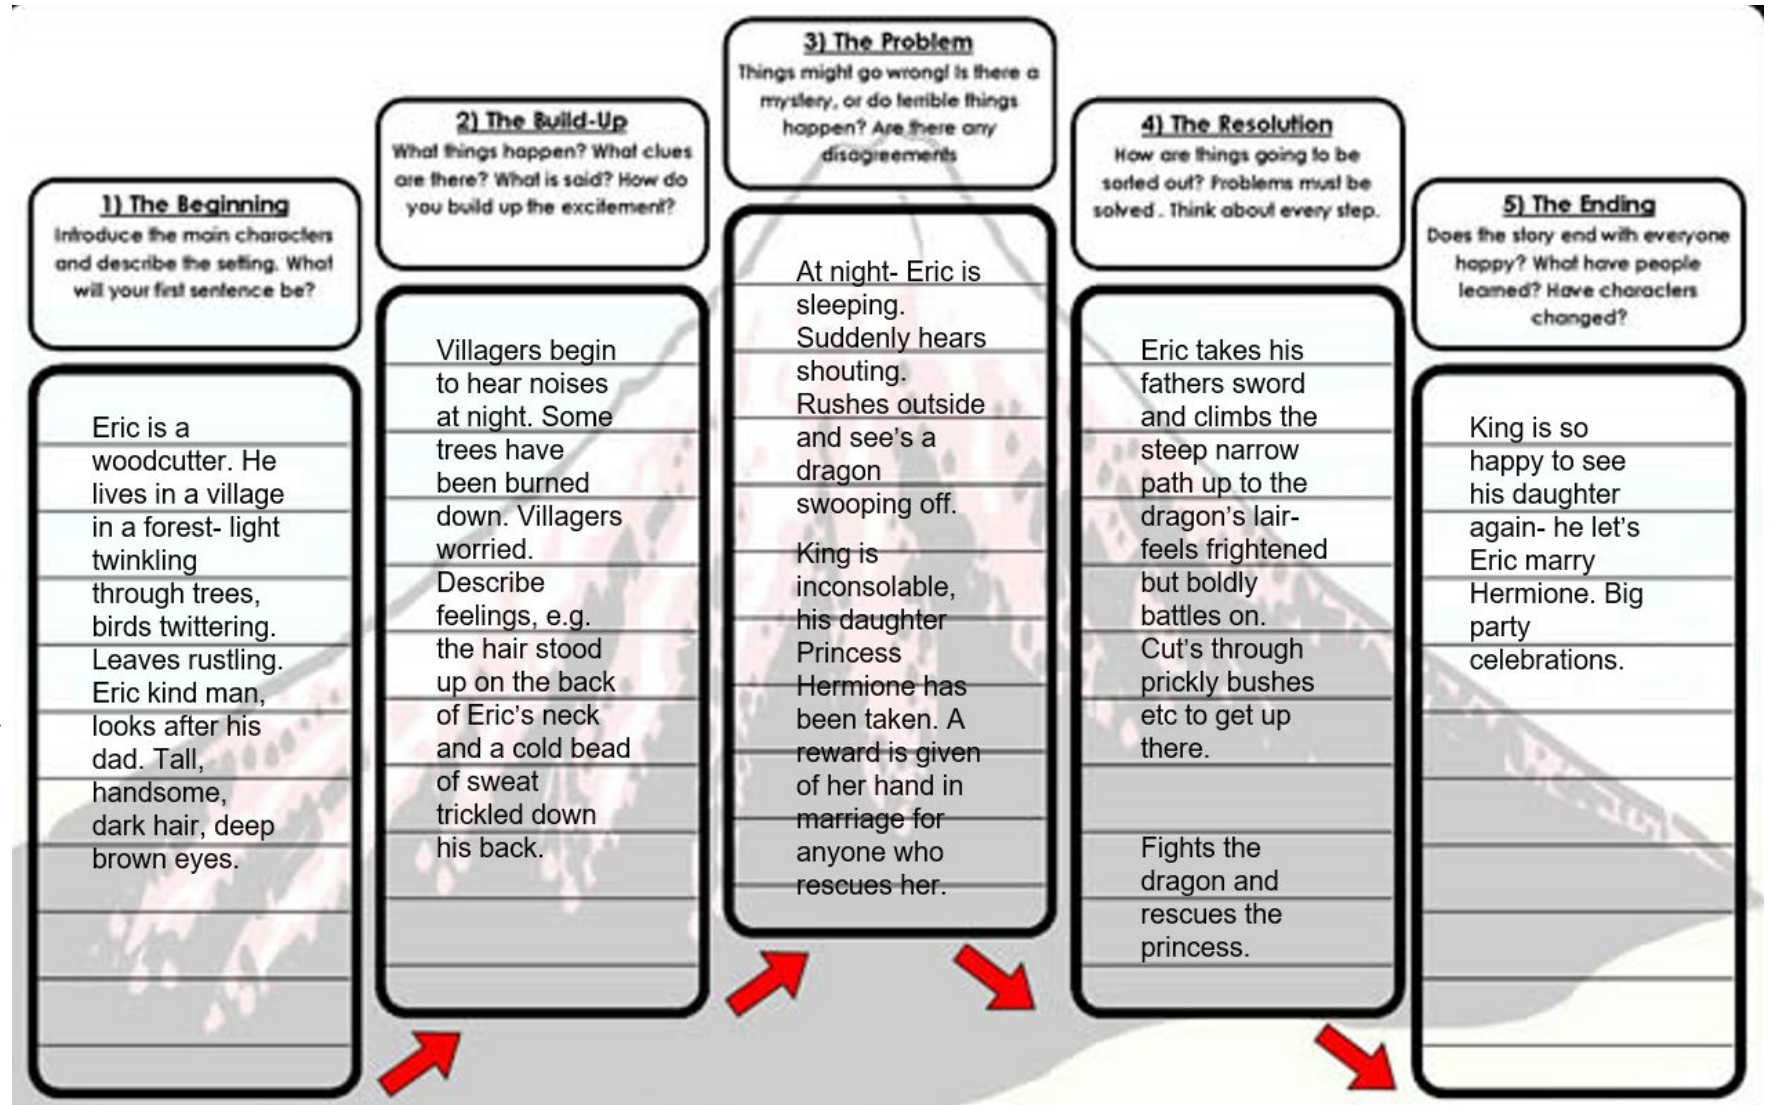 1) The Beginning
Introduce the main characters
and describe the setting. What
will your first sentence be?
Eric is a
woodcutter. He
lives in a village
in a forest- light
twinkling
through trees,
birds twittering.
Leaves rustling.
Eric kind man,
looks after his
dad. Tall,
handsome,
dark hair, deep
brown eyes.
2) The Build-Up
What things happen? What clues
are there? What is said? How do
you build up the excitement?
Villagers begin
to hear noises
at night. Some
trees have
been burned
down. Villagers
worried.
Describe
feelings, e.g.
the hair stood
up on the back
of Eric's neck
and a cold bead
of sweat
trickled down
his back.
3) The Problem
Things might go wrong! Is there a
mystery, or do terrible things
happen? Are there any
disagreements
At night- Eric is
sleeping.
Suddenly hears
shouting.
Rushes outside
and see's a
dragon
swooping off.
King is
inconsolable,
his daughter
Princess
Hermione has
been taken. A
reward is given
of her hand in
marriage for
anyone who
rescues her.
4) The Resolution
How are things going to be
sorted out? Problems must be
solved . Think about every step.
Eric takes his
fathers sword
and climbs the
steep narrow
path up to the
dragon's lair-
feels frightened
but boldly
battles on.
Cut's through
prickly bushes
etc to get up
there.
Fights the
dragon and
rescues the
princess.
5) The Ending
Does the story end with everyone
happy? What have people
learned? Have characters
changed?
King is so
happy to see
his daughter
again- he let's
Eric marry
Hermione. Big
party
celebrations.